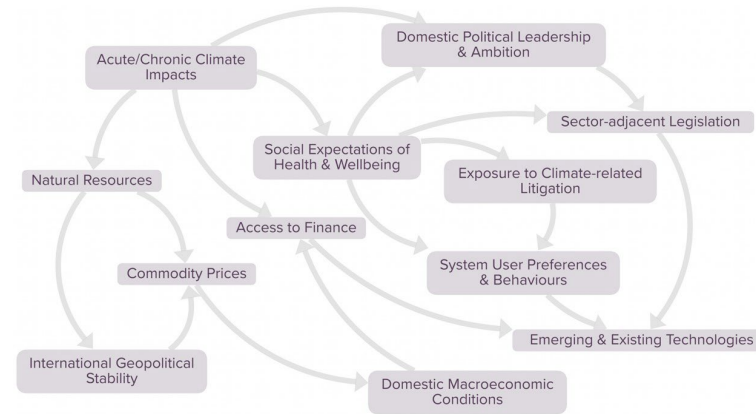 Domestic Political Leadership
& Ambition
Acute/Chronic Climate
Impacts
Sector-adjacent Legislation
Social Expectations of
Health & Wellbeing
Exposure to Climate-related
Litigation
Natural Resources
Access to Finance
System User Preferences
& Behaviours
Commodity Prices
Emerging & Existing Technologies
International Geopolitical
Stability
Domestic Macroeconomic
Conditions